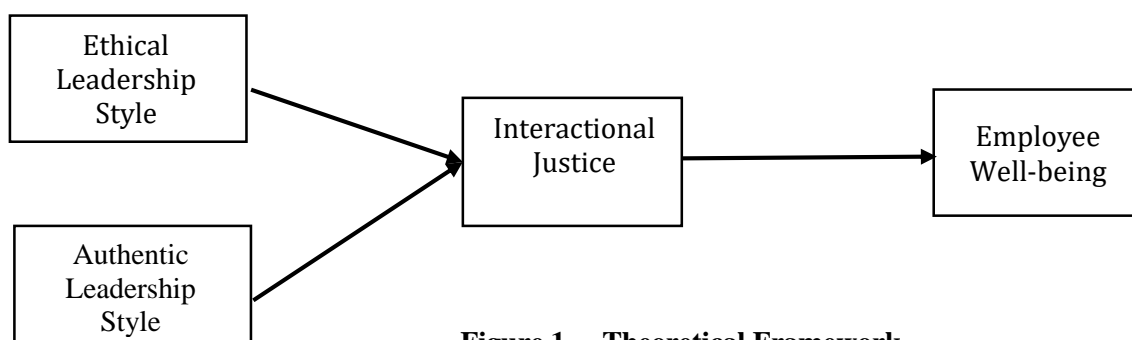 Ethical
Leadership
Style
Interactional
Justice
Employee
Well-being
Authentic
Leadership
Style
Figure 1 Theoretical Framework